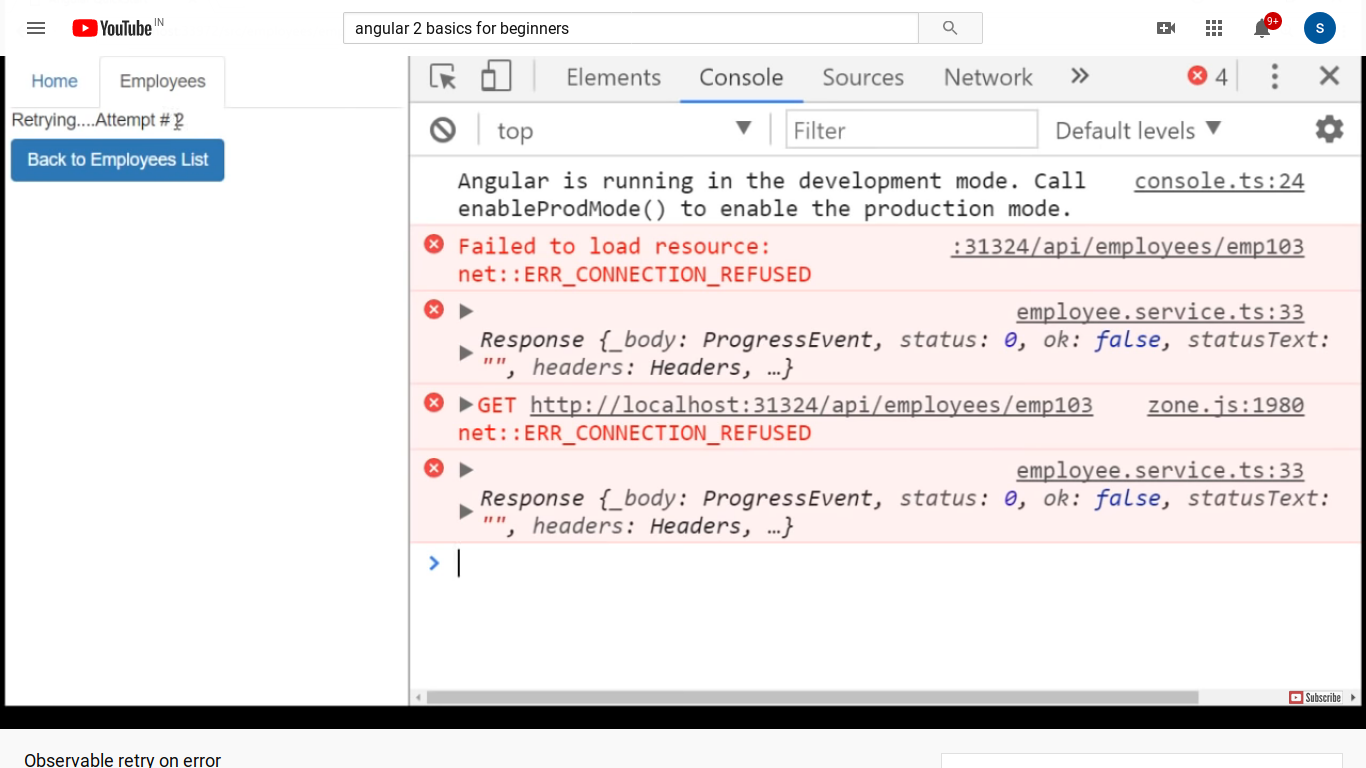 YouTube IN
angular 2 basics for beginners
9+
S
Home
Employees
Retrying....Attempt # 2
Back to Employees List
Elements
Console
Sources
Network
4
top
Filter
Default levels
Angular is running in the development mode. Call console.ts:24
enableProdMode() to enable the production mode.
Failed to load resource: :31324/api/employees/emp103
net::ERR_CONNECTION_REFUSED
employee.service.ts:33
Response {_body: ProgressEvent, status: 0, ok: false, statusText:
"", headers: Headers, …}
GET http://localhost:31324/api/employees/emp103 zone.js:1980
net::ERR_CONNECTION_REFUSED
employee.service.ts:33
Response {_body: ProgressEvent, status: 0, ok: false, statusText:
"", headers: Headers, …}
Subscribe
Observable retry on error